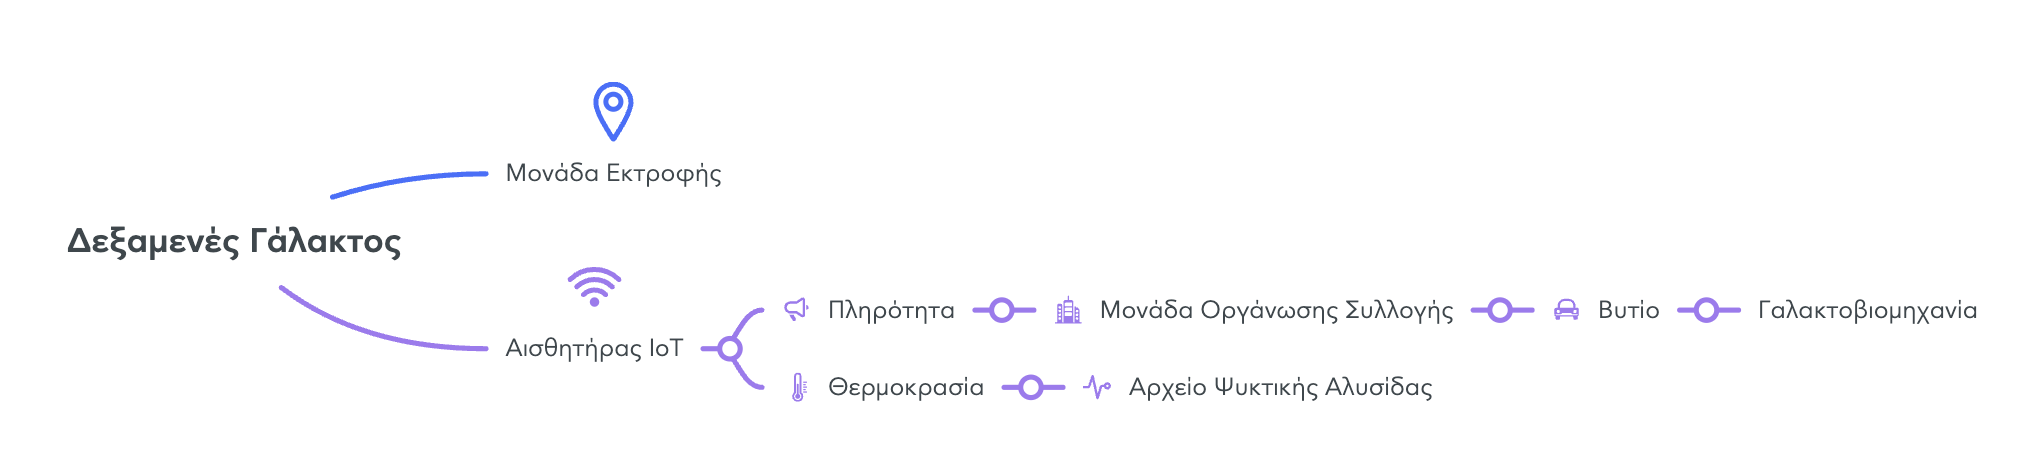 Δεξαμενές Γάλακτος
Μονάδα Εκτροφής
Αισθητήρας IoT
Πληρότητα
Μονάδα Οργάνωσης Συλλογής
Βυτίο
Γαλακτοβιομηχανία
Θερμοκρασία
Αρχείο Ψυκτικής Αλυσίδας